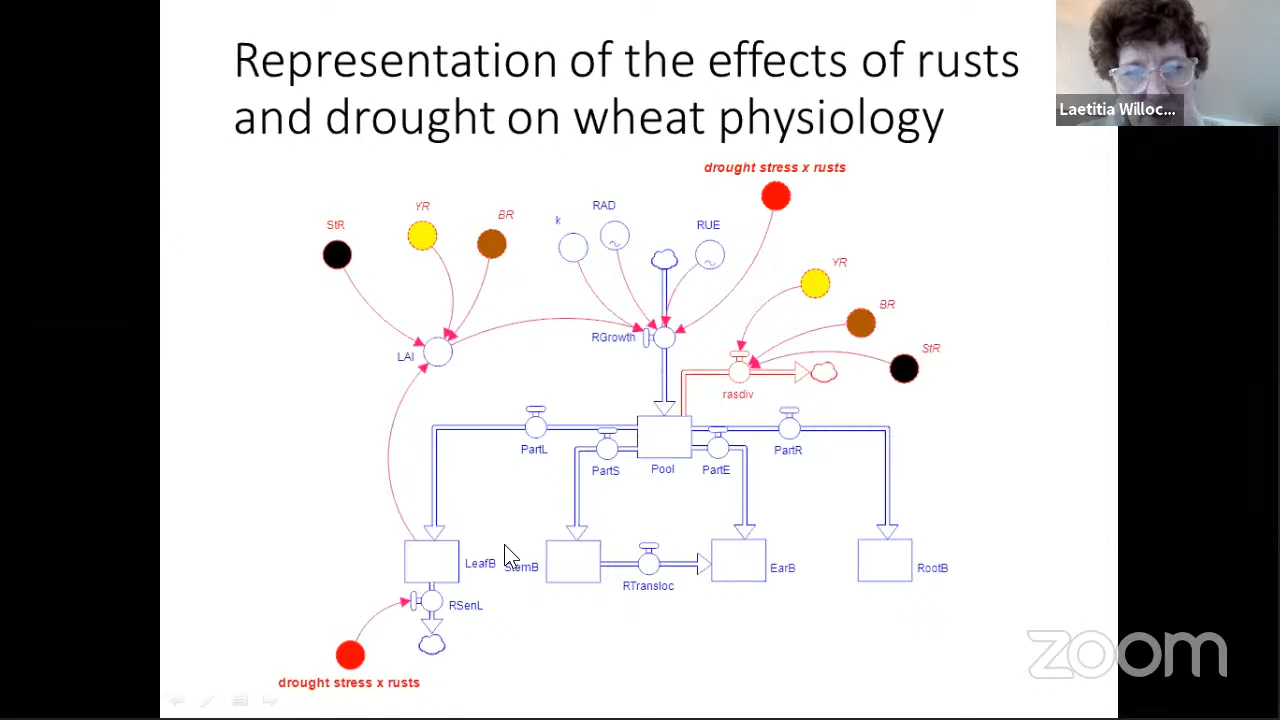 Representation of the effects of rusts
and drought on wheat physiology
Laetitia Willoc...
drought stress x rusts
StR
YR
BR
k
RAD
RUE
YR
BR
StR
RGrowth
LAI
rasdiv
PartL
PartS
Pool
PartE
PartR
LeafB
StemB
EarB
RootB
RTransloc
RSenL
drought stress x rusts
zoom